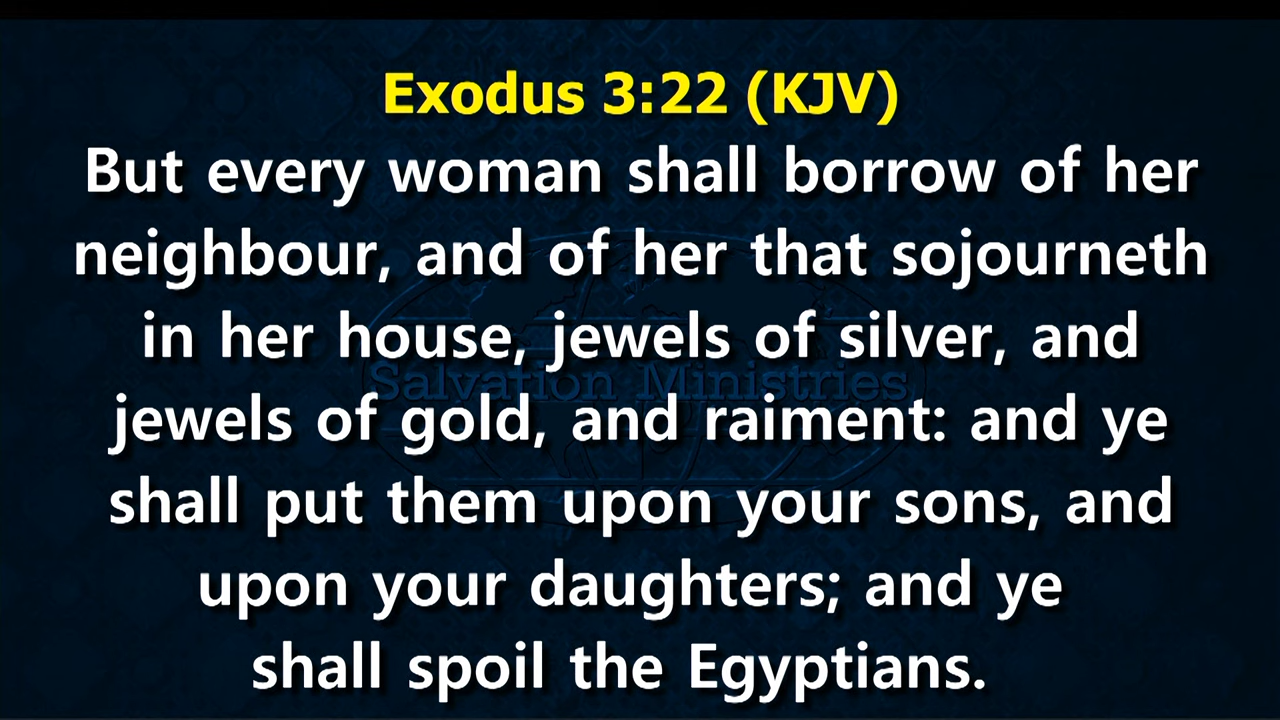 Exodus 3:22 (KJV)
But every woman shall borrow of her
neighbour, and of her that sojourneth
in her house, jewels of silver, and
Salvation Ministries
jewels of gold, and raiment: and ye
shall put them upon your sons, and
upon your daughters; and ye
shall spoil the Egyptians.